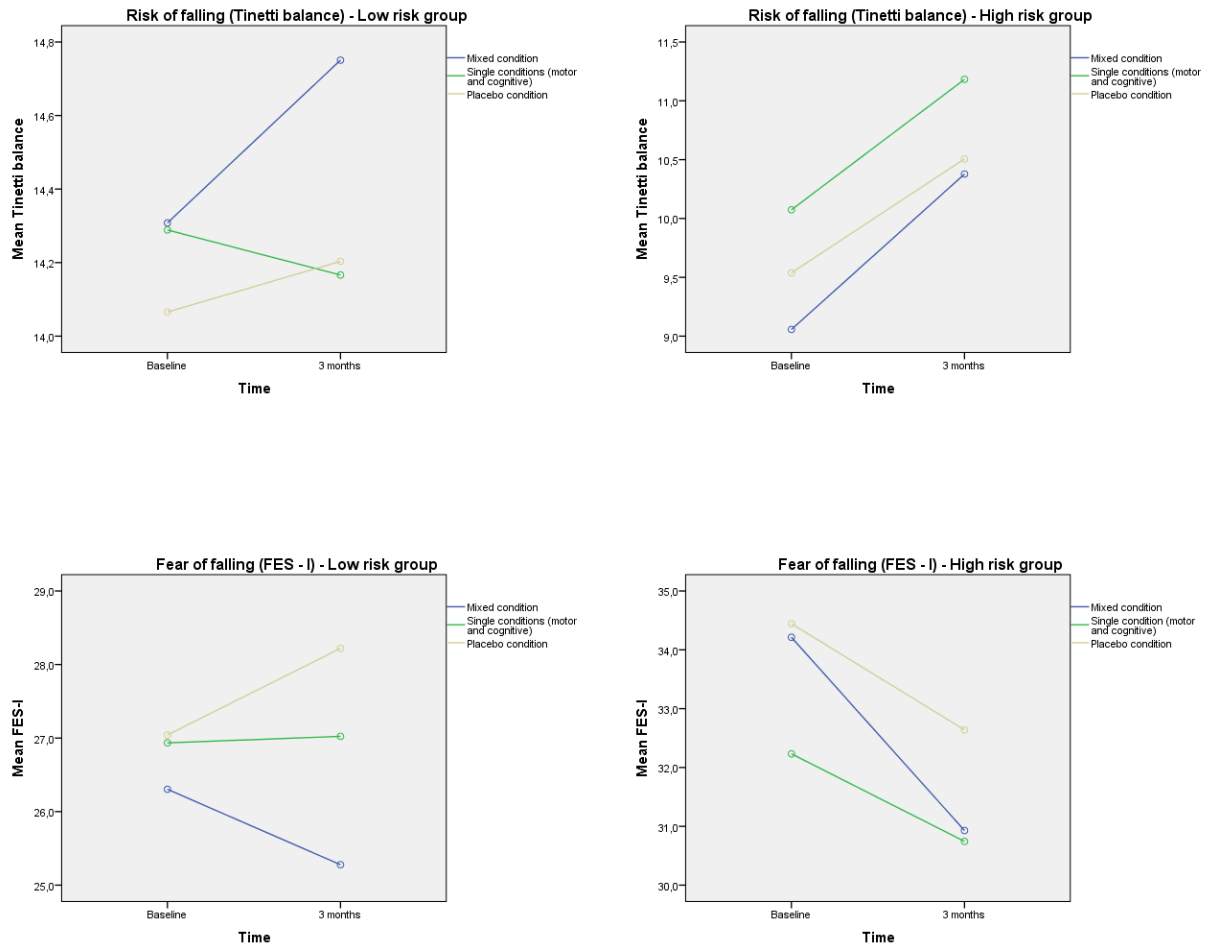 Risk of falling (Tinetti balance) - Low risk group
14,8
14,6
14,4
14,2
14,0
Mean Tinetti balance
Baseline
3 months
Time
Mixed condition
Single conditions (motor
and cognitive)
Placebo condition
Risk of falling (Tinetti balance) - High risk group
11,5
11,0
10,5
10,0
9,5
9,0
Mean Tinetti balance
Baseline
3 months
Time
Mixed condition
Single conditions (motor
and cognitive)
Placebo condition
Fear of falling (FES - I) - Low risk group
29,0
28,0
27,0
26,0
25,0
Mean FES-I
Baseline
3 months
Time
Mixed condition
Single conditions (motor
and cognitive)
Placebo condition
Fear of falling (FES - I) - High risk group
35,0
34,0
33,0
32,0
31,0
30,0
Mean FES-I
Baseline
3 months
Time
Mixed condition
Single condition (motor
and cognitive)
Placebo condition